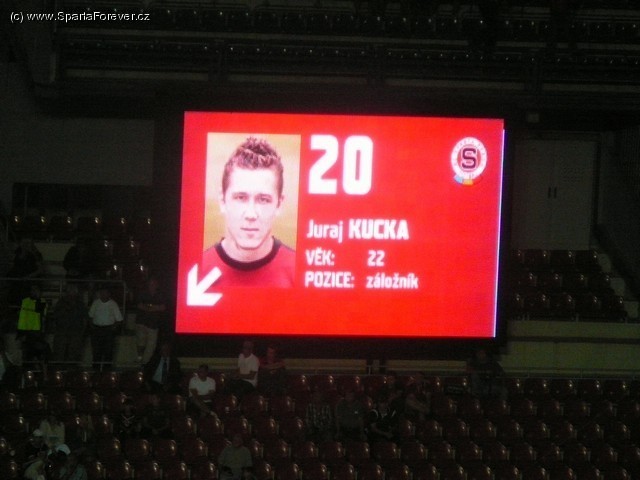 (c) www.SpartaForever.cz
20
S
Juraj KUCKA
VĚK: 22
POZICE: záložník